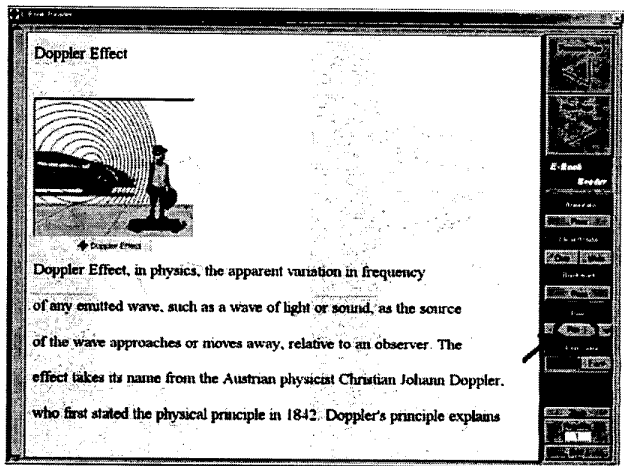 E-Book Reader
Doppler Effect
Doppler Effect
Doppler Effect, in physics, the apparent variation in frequency
of any emitted wave, such as a wave of light or sound, as the source
of the wave approaches or moves away, relative to an observer. The
effect takes its name from the Austrian physicist Christian Johann Doppler,
who first stated the physical principle in 1842. Doppler's principle explains
E-Book
Reader
1